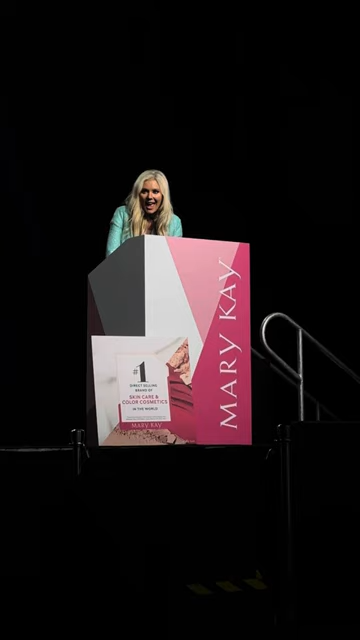 MARY KAY
#1
DIRECT SELLING
BRAND OF
SKIN CARE &
COLOR COSMETICS
IN THE WORLD
MARY KAY